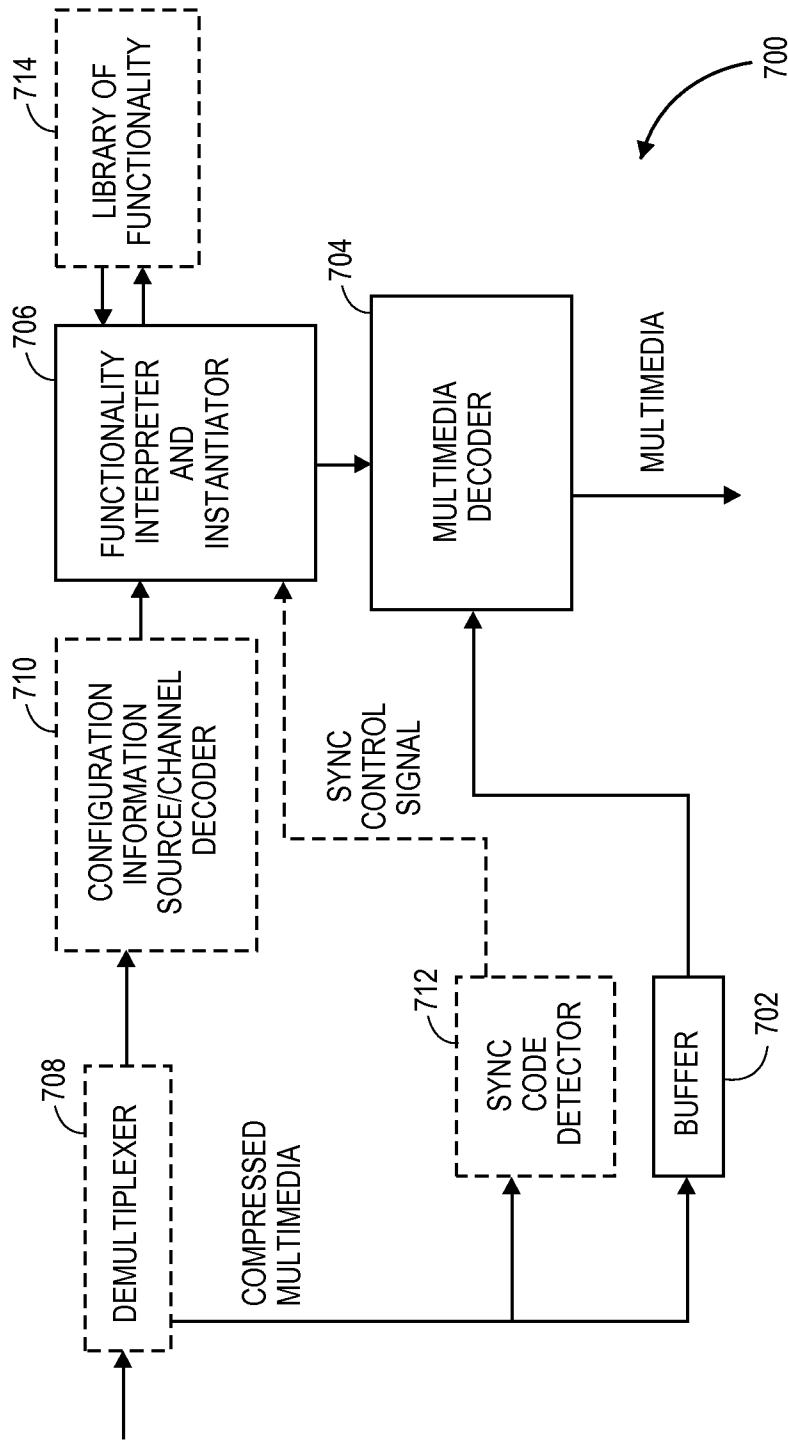 708
DEMULTIPLEXER
710
CONFIGURATION
INFORMATION
SOURCE/CHANNEL
DECODER
706
FUNCTIONALITY
INTERPRETER
AND
INSTANTIATOR
714
LIBRARY OF
FUNCTIONALITY
COMPRESSED
MULTIMEDIA
712
SYNC
CODE
DETECTOR
SYNC
CONTROL
SIGNAL
704
MULTIMEDIA
DECODER
BUFFER
702
MULTIMEDIA
700